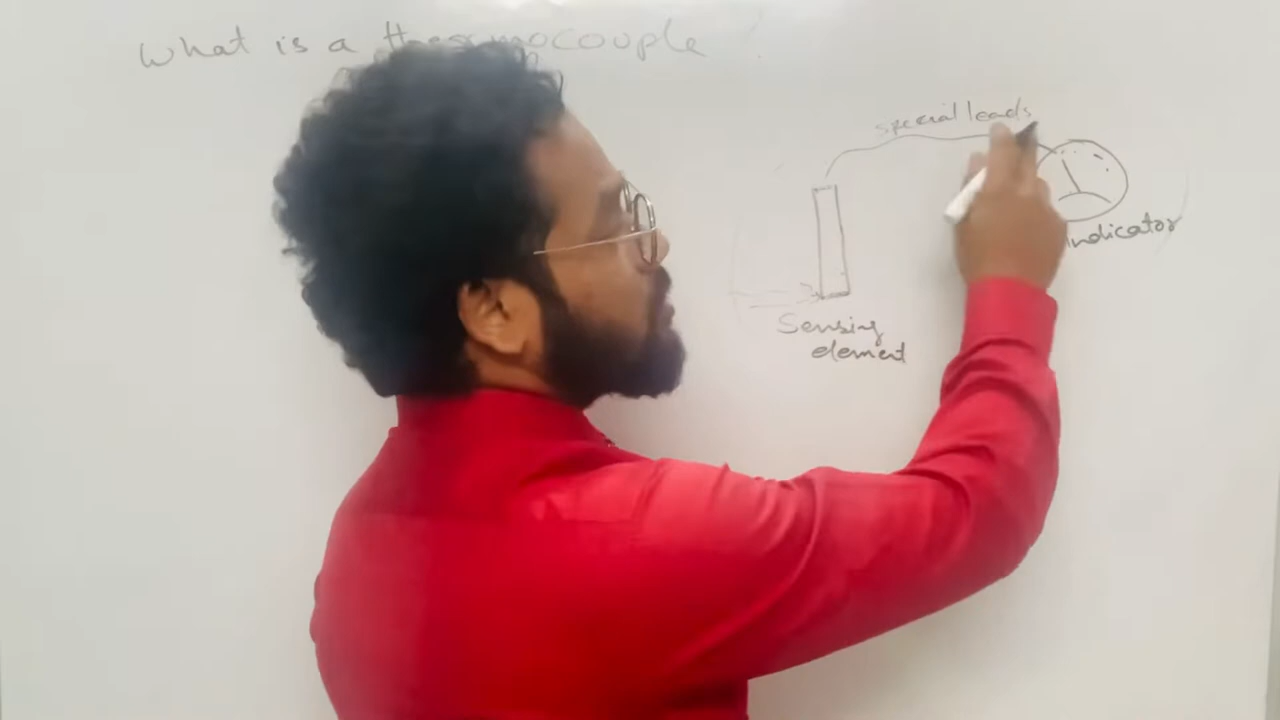 What is a thermocouple ?
special leads
Indicator
Sensing
element